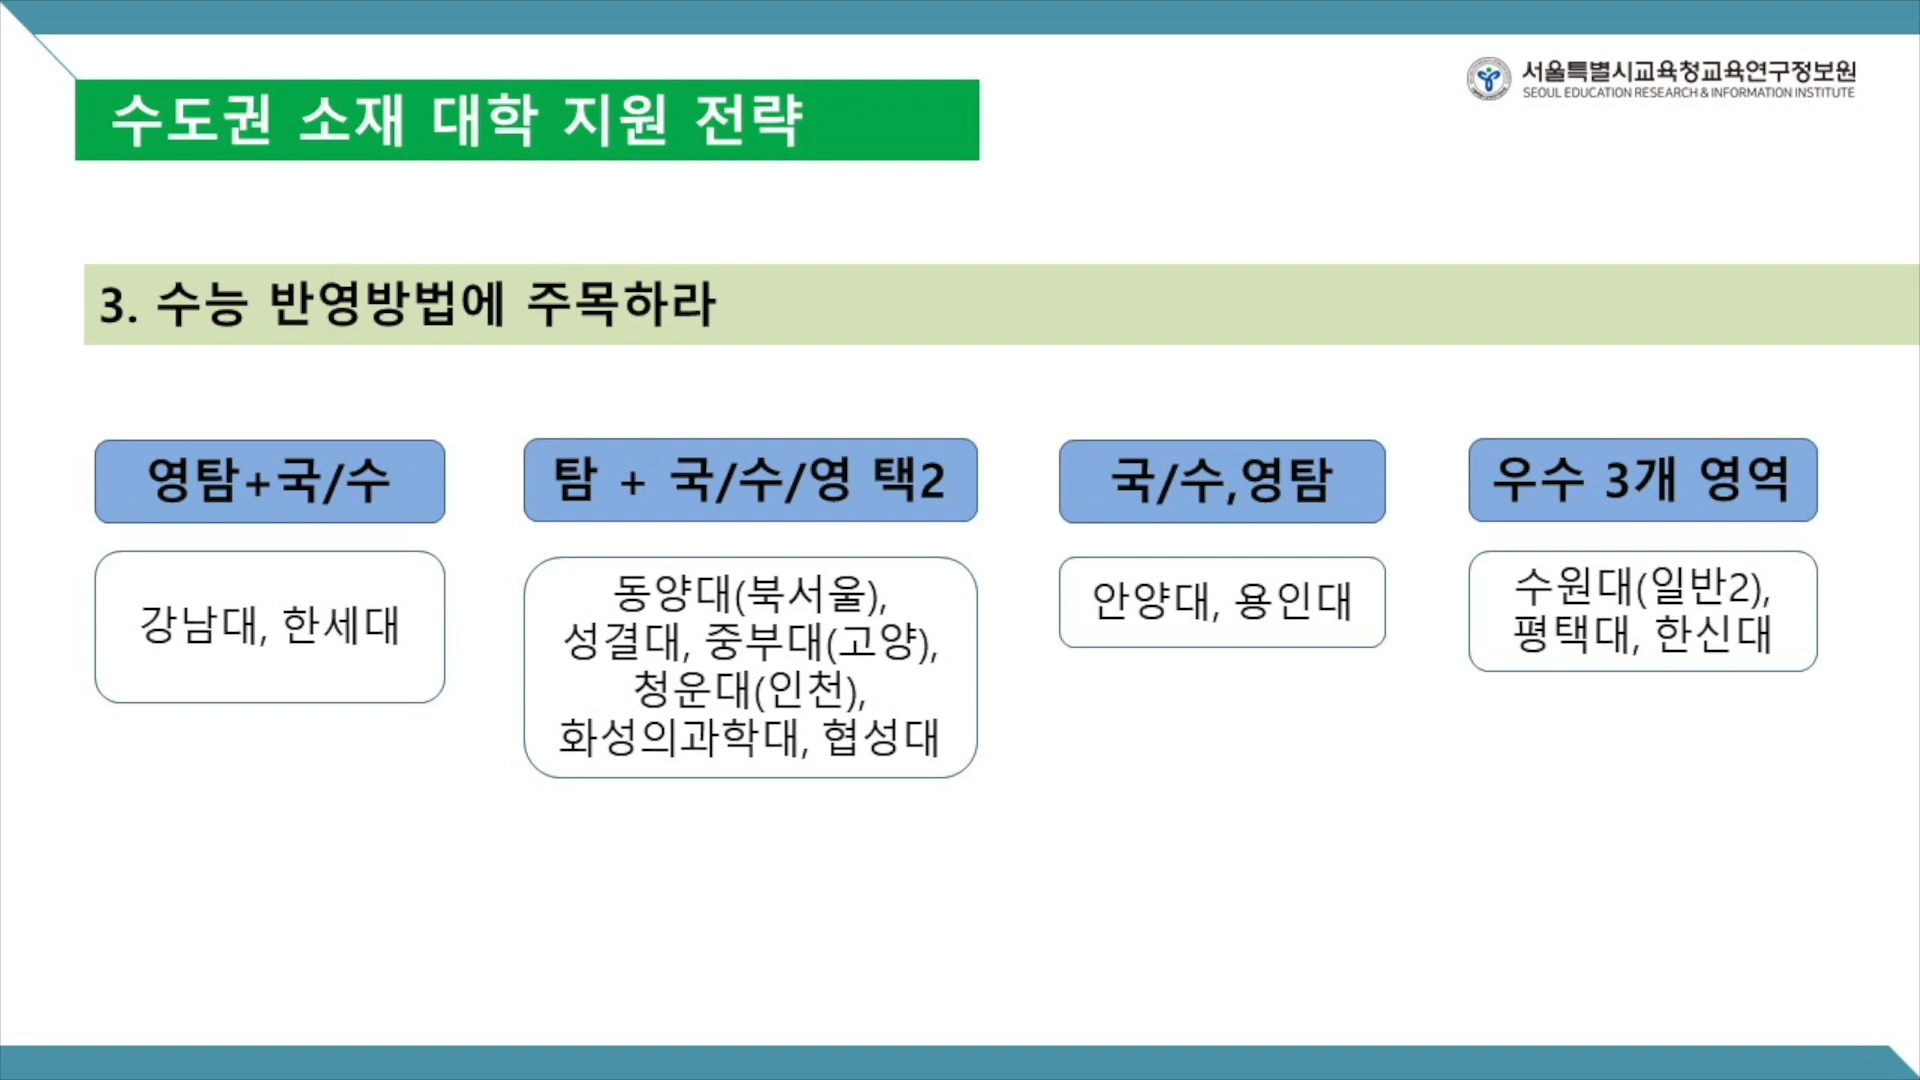 서울특별시교육청교육연구정보원
SEOUL EDUCATION RESEARCH & INFORMATION INSTITUTE
수도권 소재 대학 지원 전략
3. 수능 반영방법에 주목하라
영탐+국/수
강남대, 한세대
탐 + 국/수/영 택2
동양대(북서울),
성결대, 중부대(고양),
청운대(인천),
화성의과학대, 협성대
국/수,영탐
안양대, 용인대
우수 3개 영역
수원대(일반2),
평택대, 한신대